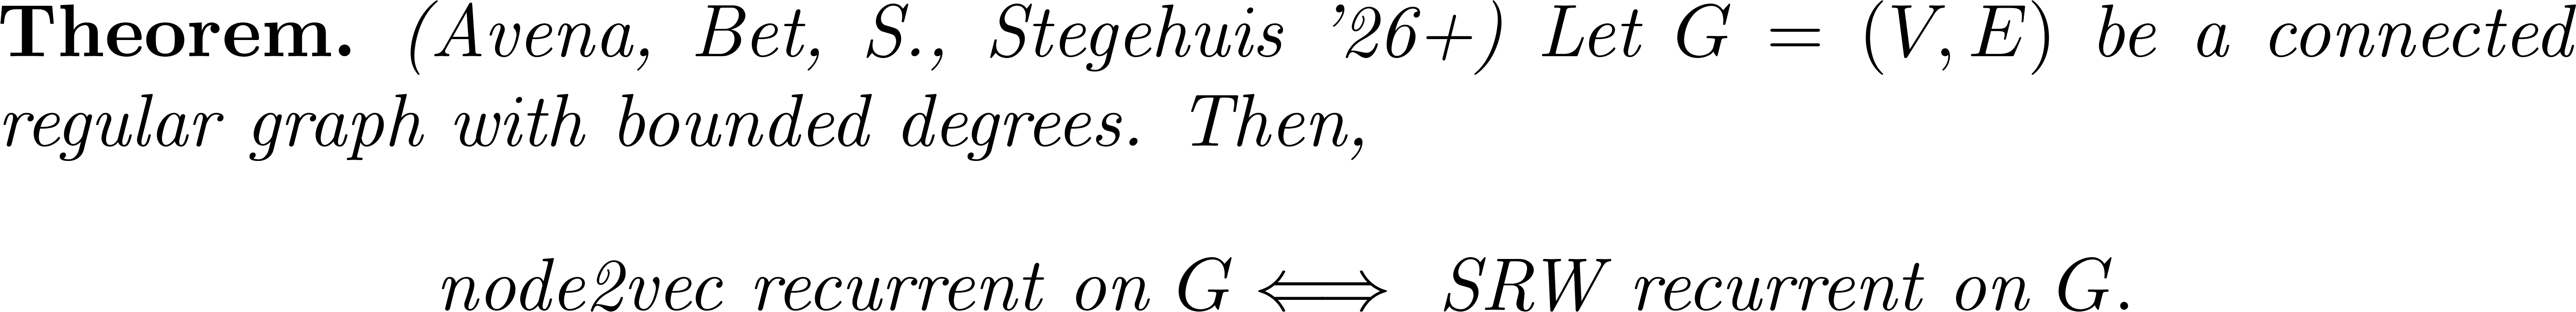 Theorem. (Avena, Bet, S., Stegehuis ’26+) Let G = (V, E) be a connected
regular graph with bounded degrees. Then,
node2vec recurrent on G ⟺ SRW recurrent on G.